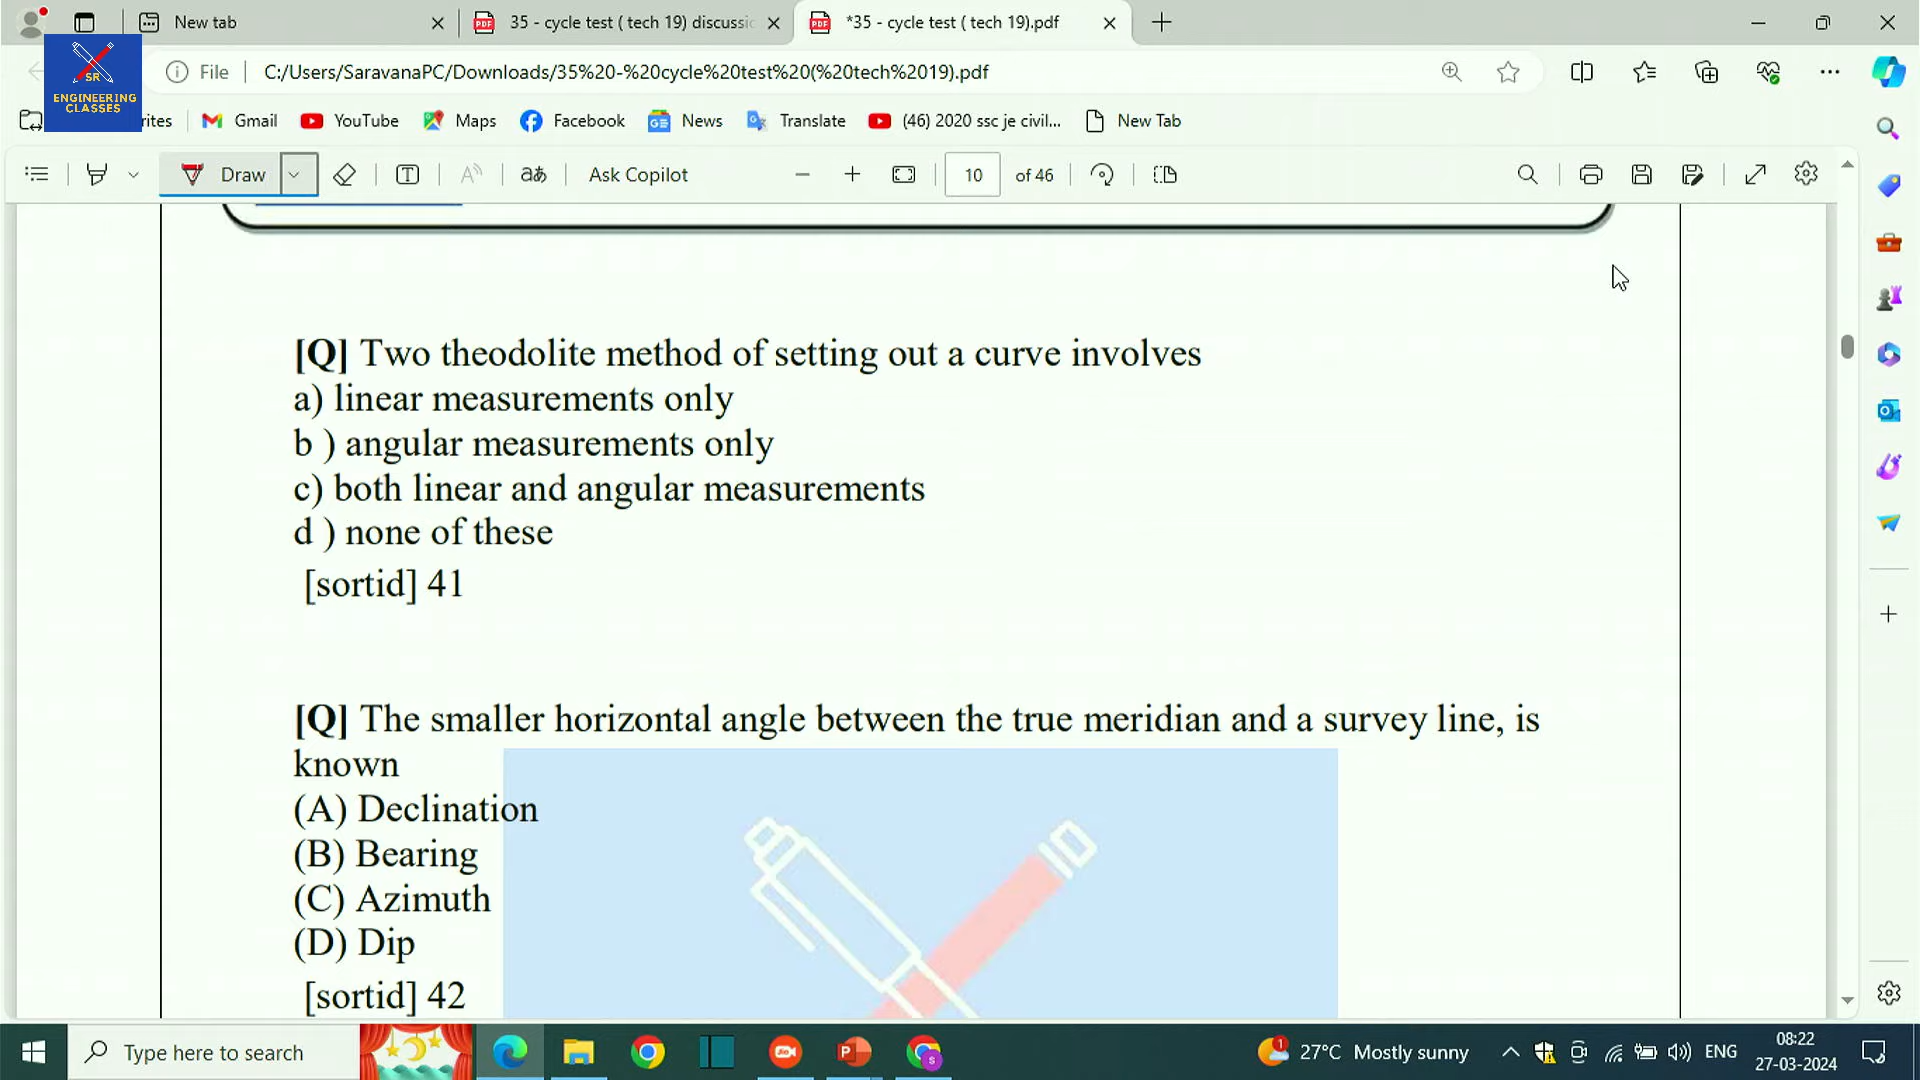 New tab
35 - cycle test ( tech 19) discussi
*35 - cycle test ( tech 19).pdf
SR
ENGINEERING
CLASSES
File
C:/Users/SaravanaPC/Downloads/35%20-%20cycle%20test%20(%20tech%2019).pdf
rites
Gmail
YouTube
Maps
Facebook
News
Translate
(46) 2020 ssc je civil...
New Tab
Draw
aあ
Ask Copilot
10
of 46
[Q] Two theodolite method of setting out a curve involves
a) linear measurements only
b ) angular measurements only
c) both linear and angular measurements
d ) none of these
[sortid] 41
[Q] The smaller horizontal angle between the true meridian and a survey line, is
known
(A) Declination
(B) Bearing
(C) Azimuth
(D) Dip
[sortid] 42
Type here to search
27°C Mostly sunny
ENG
08:22
27-03-2024